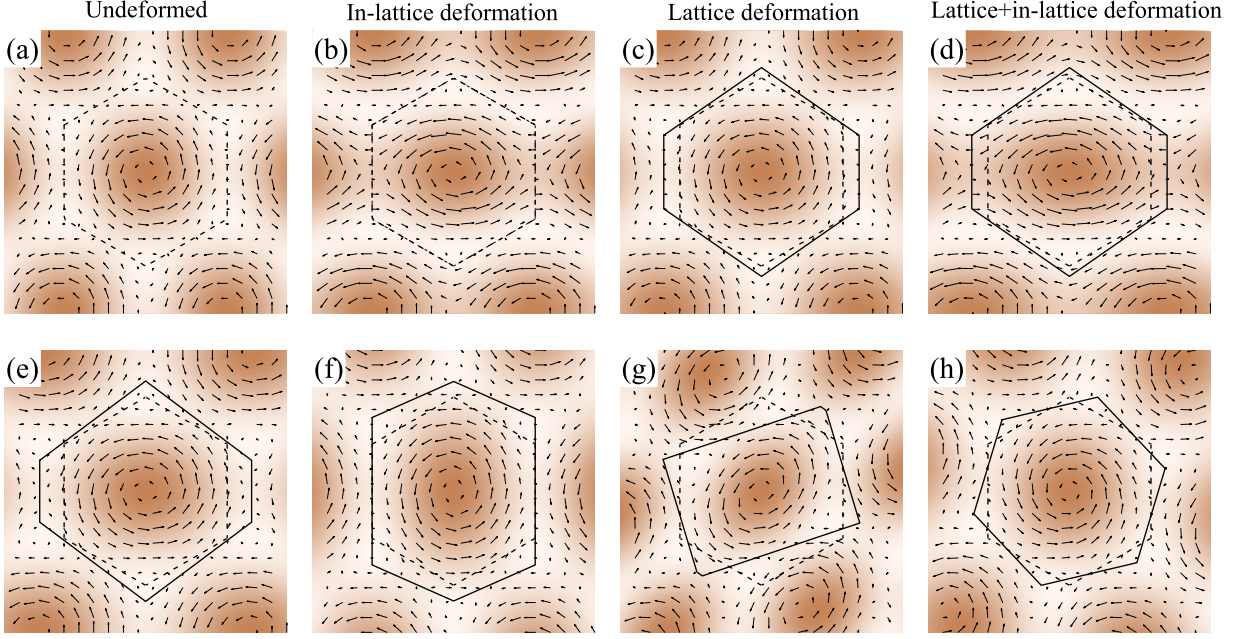 Undeformed
In-lattice deformation
Lattice deformation
Lattice+in-lattice deformation
(a)
(b)
(c)
(d)
(e)
(f)
(g)
(h)